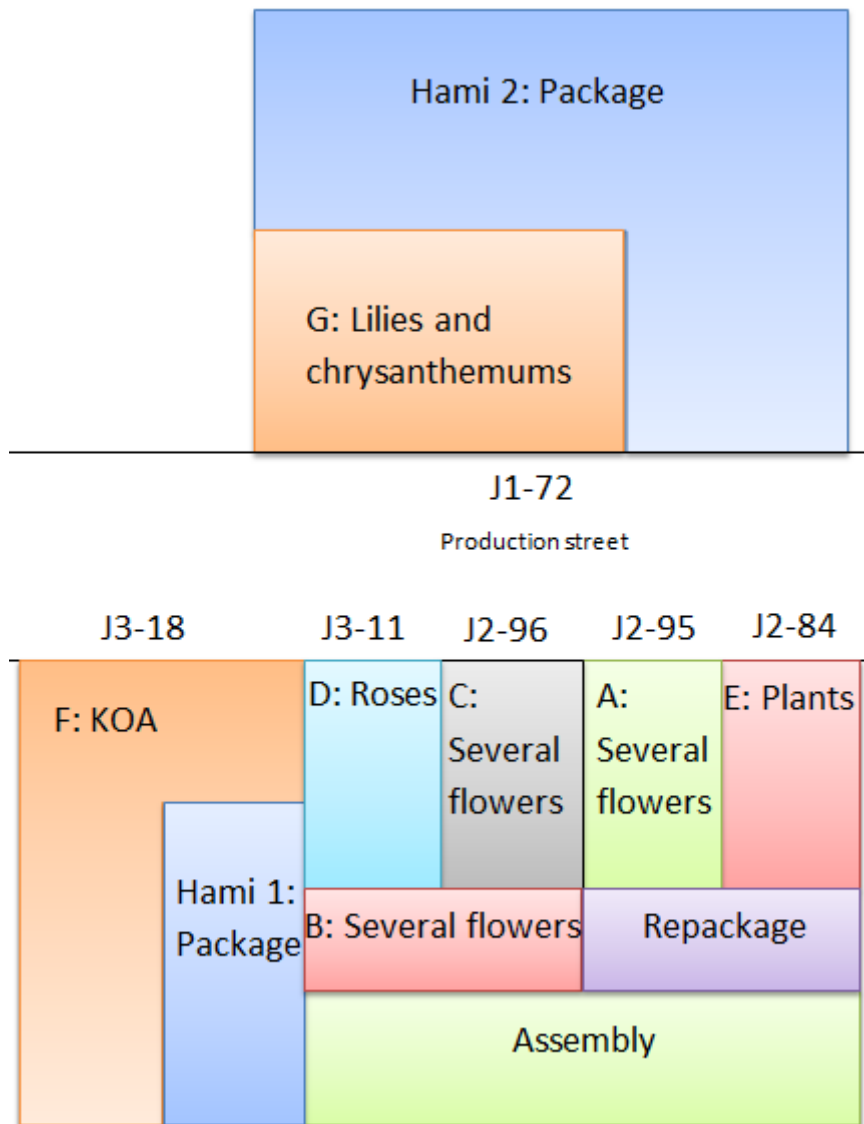 Hami 2: Package
G: Lilies and
chrysanthemums
J1-72
Production street
J3-18
J3-11
J2-96
J2-95
J2-84
F: KOA
D: Roses
C:
Several
flowers
A:
Several
flowers
E: Plants
Hami 1:
Package
B: Several flowers
Repackage
Assembly